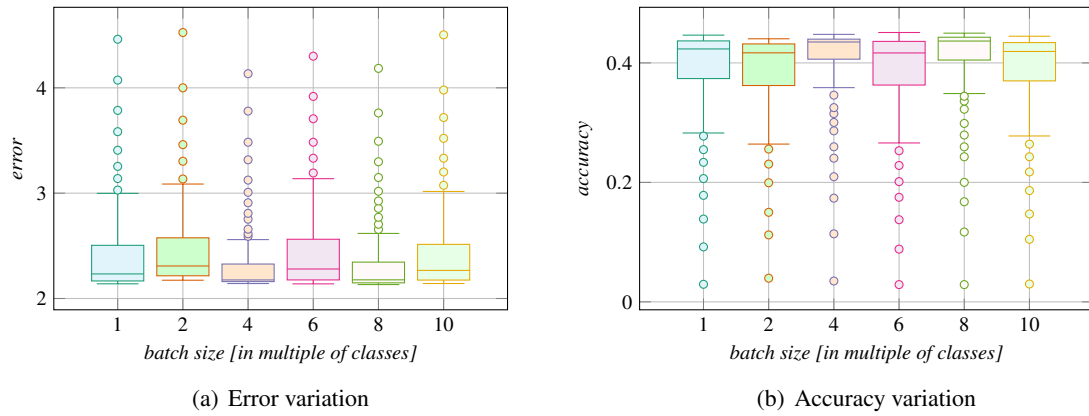 4
3
2
error
1 2 4 6 8 10
batch size [in multiple of classes]
(a) Error variation
0.4
0.2
0
accuracy
1 2 4 6 8 10
batch size [in multiple of classes]
(b) Accuracy variation